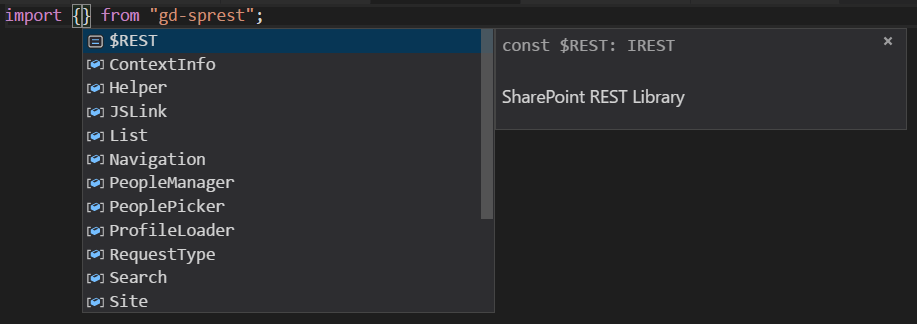 import {} from "gd-sprest";
$REST
const $REST: IREST
×
ContextInfo
Helper
SharePoint REST Library
JSLink
List
Navigation
PeopleManager
PeoplePicker
ProfileLoader
RequestType
Search
Site